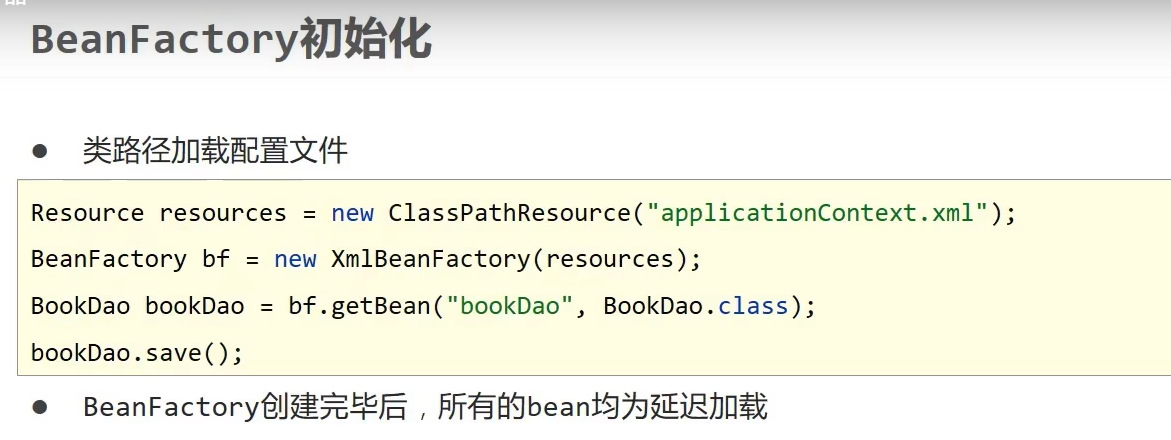 BeanFactory初始化
● 类路径加载配置文件
Resource resources = new ClassPathResource("applicationContext.xml");
BeanFactory bf = new XmlBeanFactory(resources);
BookDao bookDao = bf.getBean("bookDao", BookDao.class);
bookDao.save();
● BeanFactory创建完毕后，所有的bean均为延迟加载